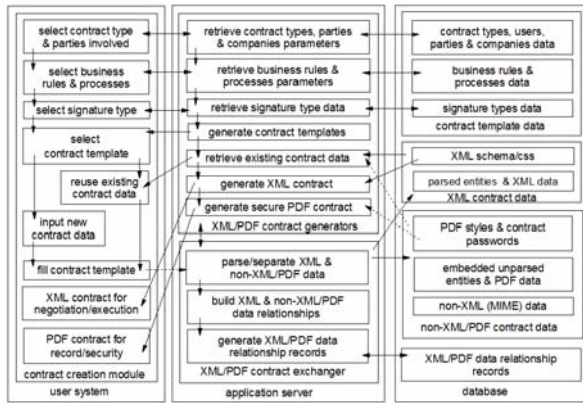 select contract type
& parties involved
select business
rules & processes
select signature type
select
contract template
reuse existing
contract data
input new
contract data
fill contract template
XML contract for
negotiation/execution
PDF contract for
record/security
contract creation module
user system
retrieve contract types, parties
& companies parameters
retrieve business rules &
processes parameters
retrieve signature type data
generate contract templates
retrieve existing contract data
generate XML contract
generate secure PDF contract
XML/PDF contract generators
parse/separate XML &
non-XML/PDF data
build XML & non-XML/PDF
data relationships
generate XML/PDF data
relationship records
XML/PDF contract exchanger
application server
contract types, users,
parties & companies data
business rules &
processes data
signature types data
contract template data
XML schema/css
parsed entities & XML data
XML contract data
PDF styles & contract
passwords
embedded unparsed
entities & PDF data
non-XML (MIME) data
non-XML/PDF contract data
XML/PDF data relationship
records
database